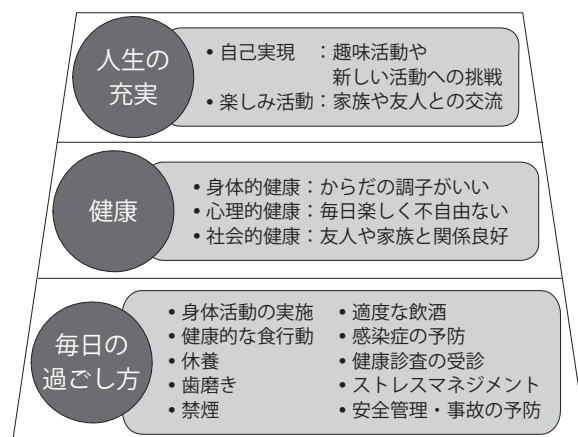 人生の
充実
• 自己実現　：趣味活動や
新しい活動への挑戦
• 楽しみ活動：家族や友人との交流
健康
• 身体的健康：からだの調子がいい
• 心理的健康：毎日楽しく不自由ない
• 社会的健康：友人や家族と関係良好
毎日の
過ごし方
• 身体活動の実施
• 健康的な食行動
• 休養
• 歯磨き
• 禁煙
• 適度な飲酒
• 感染症の予防
• 健康診査の受診
• ストレスマネジメント
• 安全管理・事故の予防